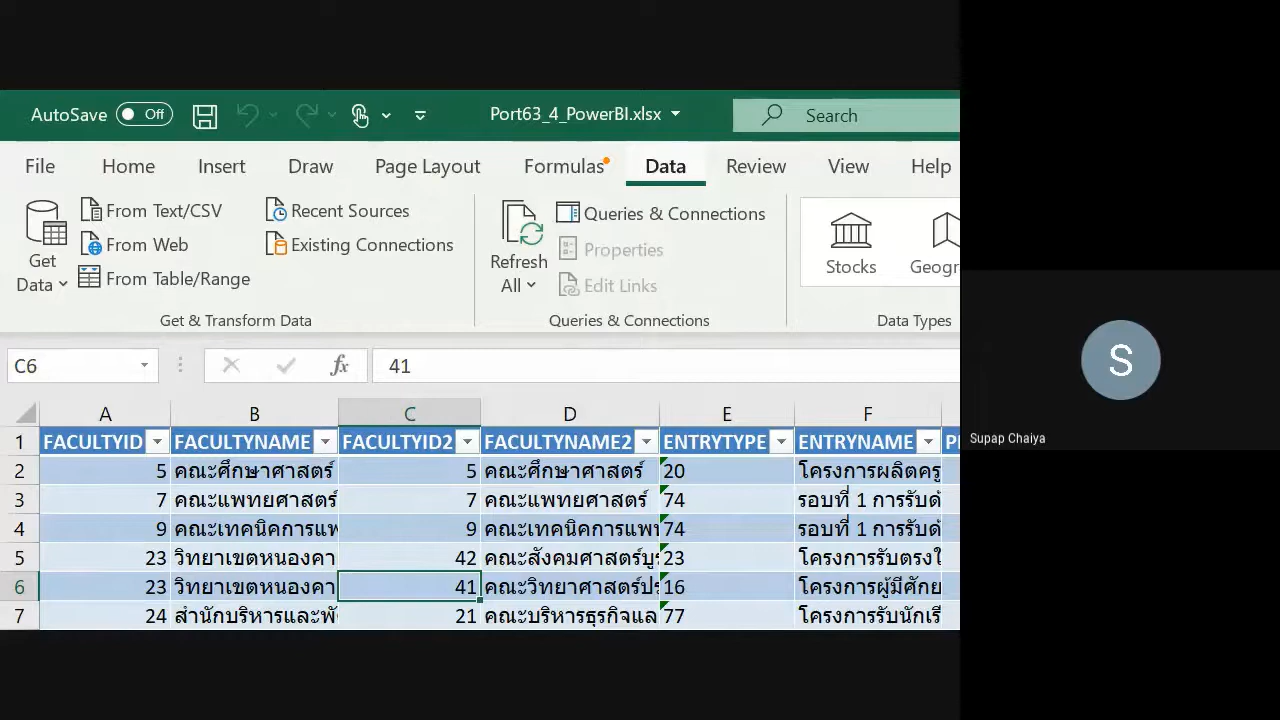 AutoSave Off Port63_4_PowerBI.xlsx Search
File Home Insert Draw Page Layout Formulas Data Review View Help
Get Data
From Text/CSV
From Web
From Table/Range
Recent Sources
Existing Connections
Get & Transform Data
Refresh All
Queries & Connections
Properties
Edit Links
Queries & Connections
Stocks
Geogr
Data Types
C6 fx 41
A B C D E F
1 FACULTYID FACULTYNAME FACULTYID2 FACULTYNAME2 ENTRYTYPE ENTRYNAME
2 5 คณะศึกษาศาสตร์ 5 คณะศึกษาศาสตร์ 20 โครงการผลิตครู
3 7 คณะแพทยศาสตร์ 7 คณะแพทยศาสตร์ 74 รอบที่ 1 การรับด้
4 9 คณะเทคนิคการแพ 9 คณะเทคนิคการแพท 74 รอบที่ 1 การรับด้
5 23 วิทยาเขตหนองคา 42 คณะสังคมศาสตร์บูร 23 โครงการรับตรงใ
6 23 วิทยาเขตหนองคา 41 คณะวิทยาศาสตร์ปร 16 โครงการผู้มีศักย
7 24 สำนักบริหารและพั 21 คณะบริหารธุรกิจแล 77 โครงการรับนักเรี
S
Supap Chaiya